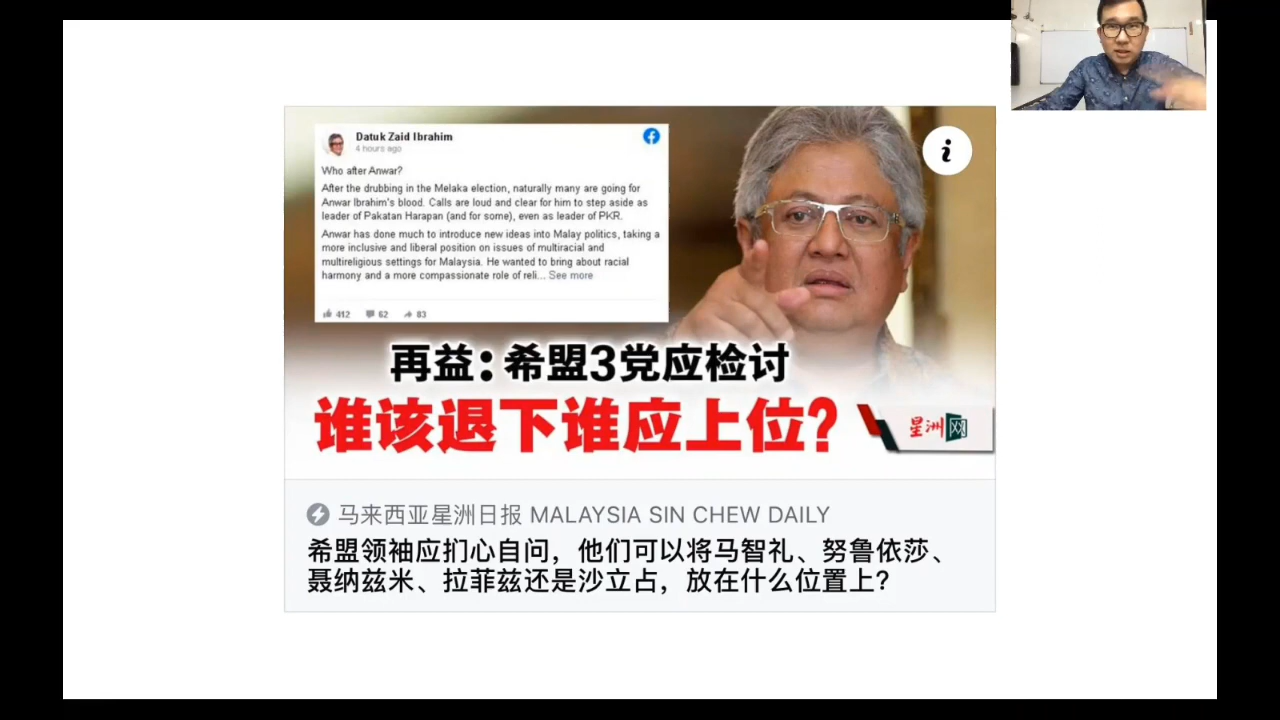 Datuk Zaid Ibrahim
4 hours ago
Who after Anwar?
After the drubbing in the Melaka election, naturally many are going for
Anwar Ibrahim's blood. Calls are loud and clear for him to step aside as
leader of Pakatan Harapan (and for some), even as leader of PKR.
Anwar has done much to introduce new ideas into Malay politics, taking a
more inclusive and liberal position on issues of multiracial and
multireligious settings for Malaysia. He wanted to bring about racial
harmony and a more compassionate role of reli... See more
412 62 83
i
再益：希盟3党应检讨
谁该退下谁应上位？
星洲网
马来西亚星洲日报 MALAYSIA SIN CHEW DAILY
希盟领袖应扪心自问，他们可以将马智礼、努鲁依莎、
聂纳兹米、拉菲兹还是沙立占，放在什么位置上？